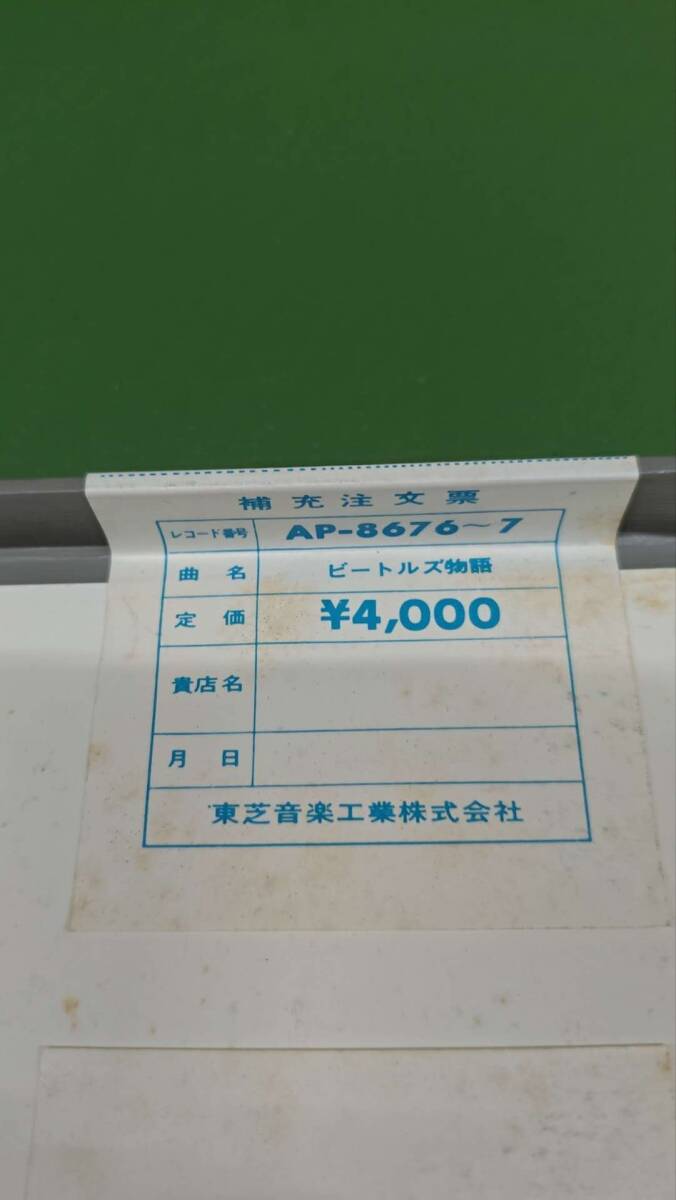 補充注文票
レコード番号 AP-8676~7
曲名 ビートルズ物語
定価 ¥4,000
貴店名
月日
東芝音楽工業株式会社